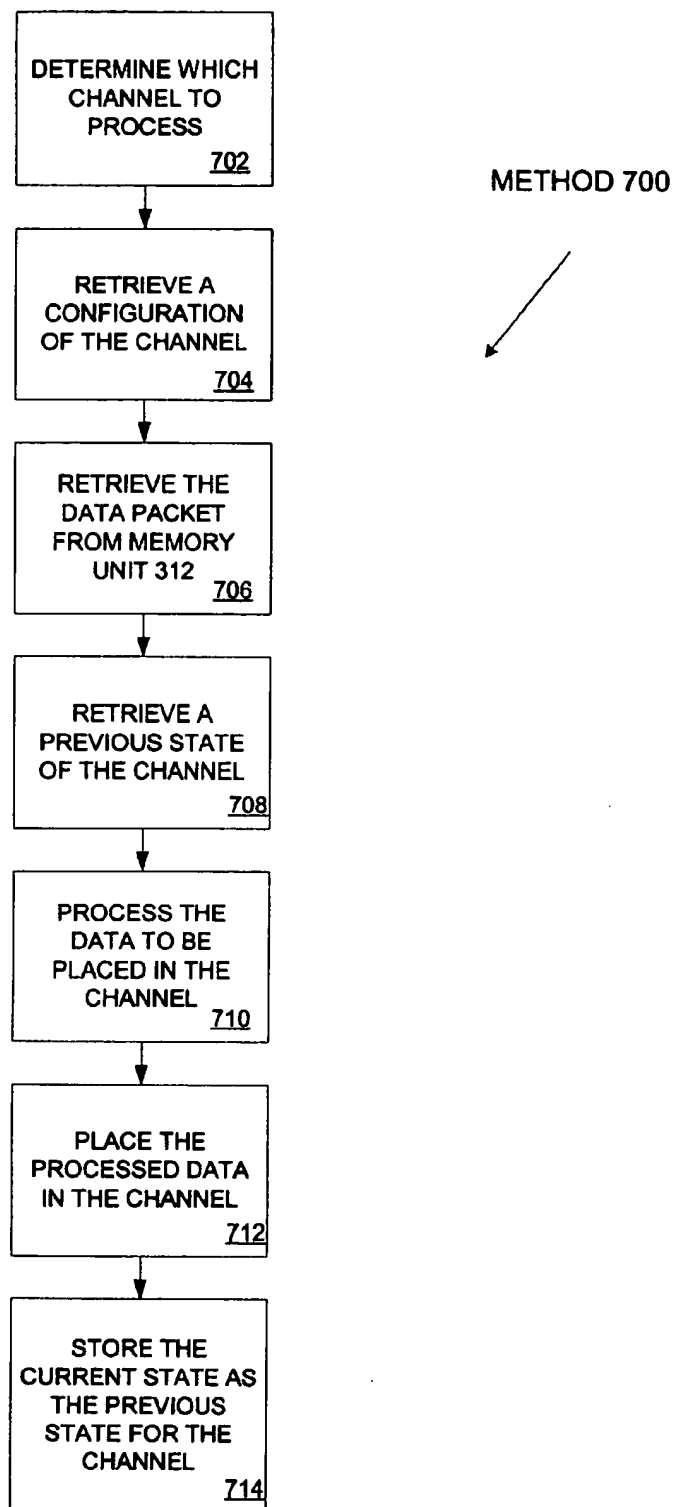 DETERMINE WHICH
CHANNEL TO
PROCESS
702
METHOD 700
RETRIEVE A
CONFIGURATION
OF THE CHANNEL
704
RETRIEVE THE
DATA PACKET
FROM MEMORY
UNIT 312
706
RETRIEVE A
PREVIOUS STATE
OF THE CHANNEL
708
PROCESS THE
DATA TO BE
PLACED IN THE
CHANNEL
710
PLACE THE
PROCESSED DATA
IN THE CHANNEL
712
STORE THE
CURRENT STATE AS
THE PREVIOUS
STATE FOR THE
CHANNEL
714